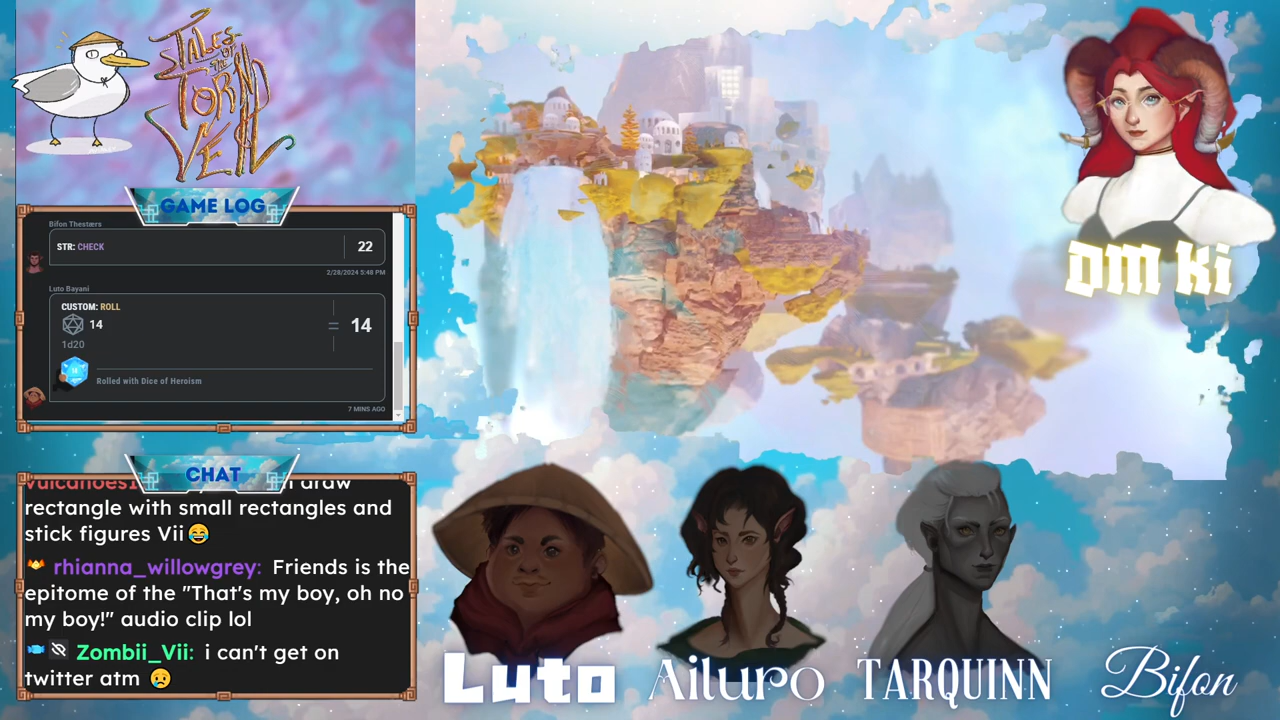 TALES
OF THE
TORN
VEIL
GAME LOG
Bifon Thestærs
STR: CHECK
22
2/28/2024 5:48 PM
Luto Bayani
CUSTOM: ROLL
14
= 14
1d20
Rolled with Dice of Heroism
7 MINS AGO
DM Ki
CHAT
draw
rectangle with small rectangles and
stick figures Vii😂
rhianna_willowgrey: Friends is the
epitome of the "That's my boy, oh no
my boy!" audio clip lol
Zombii_Vii: i can't get on
twitter atm 😥
Luto
Ailuro
TARQUINN
Bifon